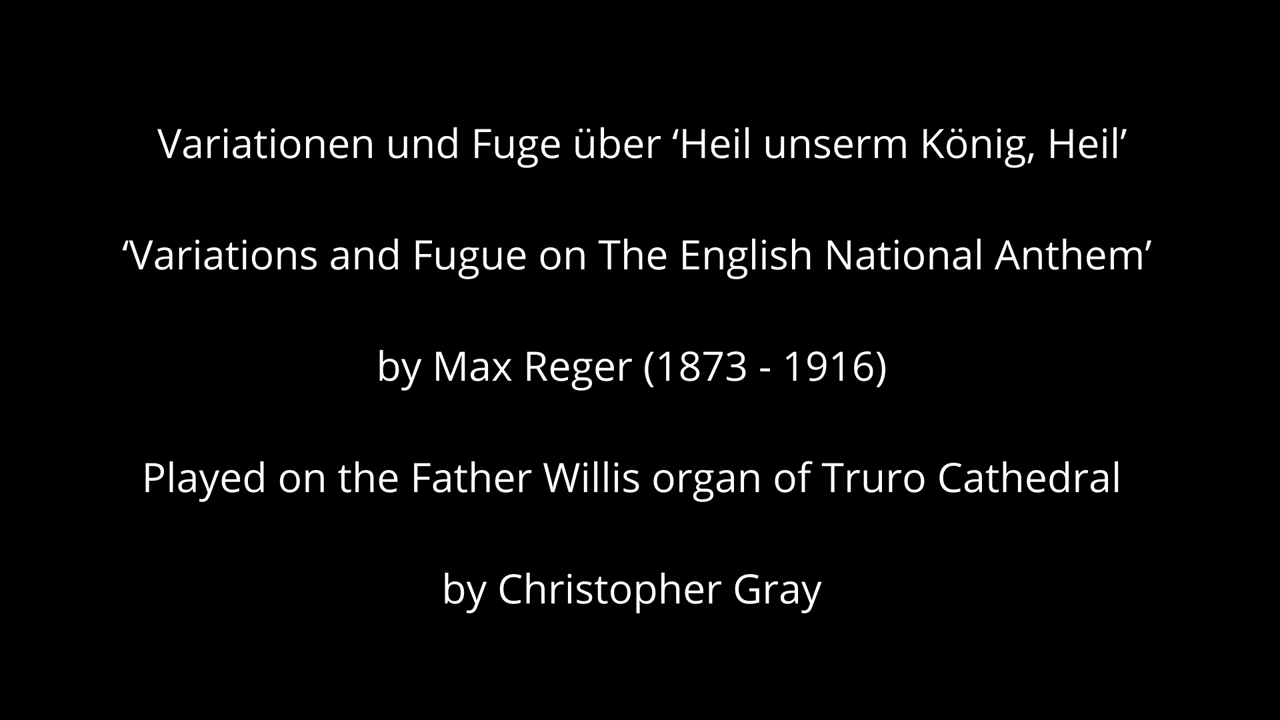 Variationen und Fuge über ‘Heil unserm König, Heil’
‘Variations and Fugue on The English National Anthem’
by Max Reger (1873 - 1916)
Played on the Father Willis organ of Truro Cathedral
by Christopher Gray